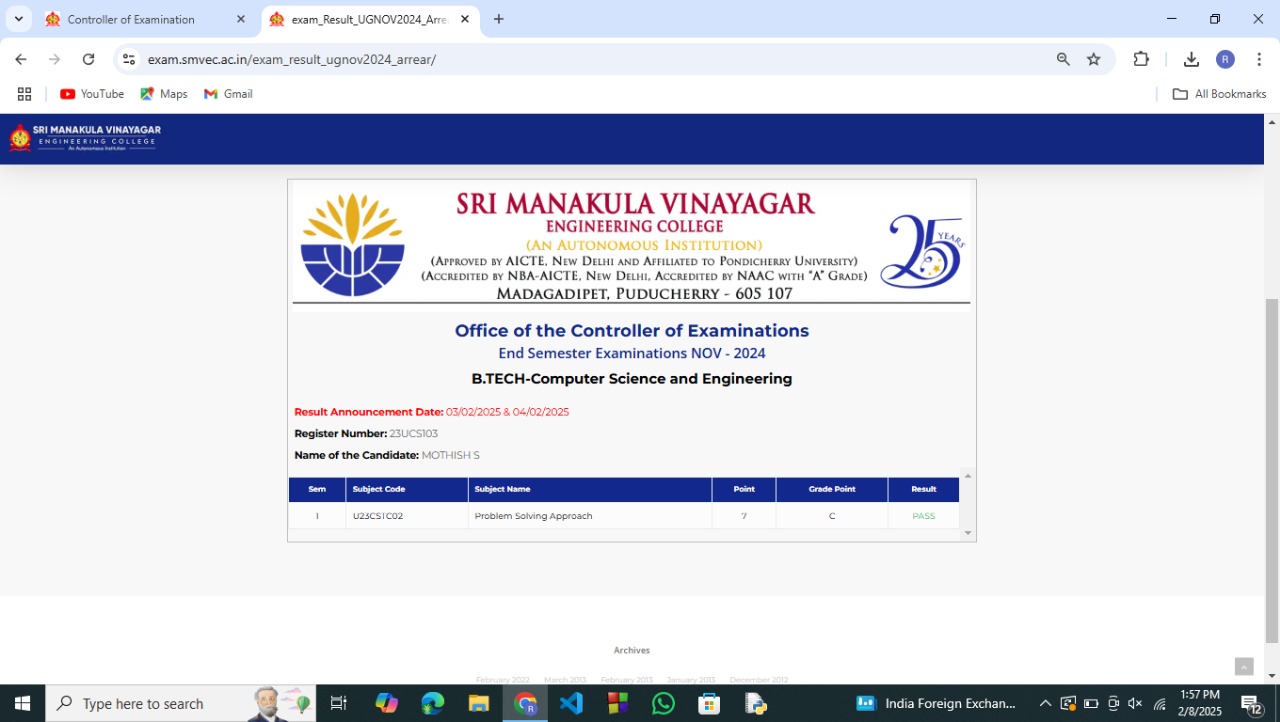 Controller of Examination
exam_Result_UGNOV2024_Arre
exam.smvec.ac.in/exam_result_ugnov2024_arrear/
R
YouTube
Maps
Gmail
All Bookmarks
SRI MANAKULA VINAYAGAR
ENGINEERING COLLEGE
An Autonomous Institution
SRI MANAKULA VINAYAGAR
ENGINEERING COLLEGE
(AN AUTONOMOUS INSTITUTION)
(APPROVED BY AICTE, NEW DELHI AND AFFILIATED TO PONDICHERRY UNIVERSITY)
(ACCREDITED BY NBA-AICTE, NEW DELHI, ACCREDITED BY NAAC WITH "A" GRADE)
MADAGADIPET, PUDUCHERRY - 605 107
25 YEARS
Office of the Controller of Examinations
End Semester Examinations NOV - 2024
B.TECH-Computer Science and Engineering
Result Announcement Date: 03/02/2025 & 04/02/2025
Register Number: 23UCS103
Name of the Candidate: MOTHISH S
Sem Subject Code Subject Name Point Grade Point Result
1 U23CSTC02 Problem Solving Approach 7 C PASS
Archives
February 2022 March 2013 February 2013 January 2013 December 2012
Type here to search
India Foreign Exchan...
1:57 PM
2/8/2025
12